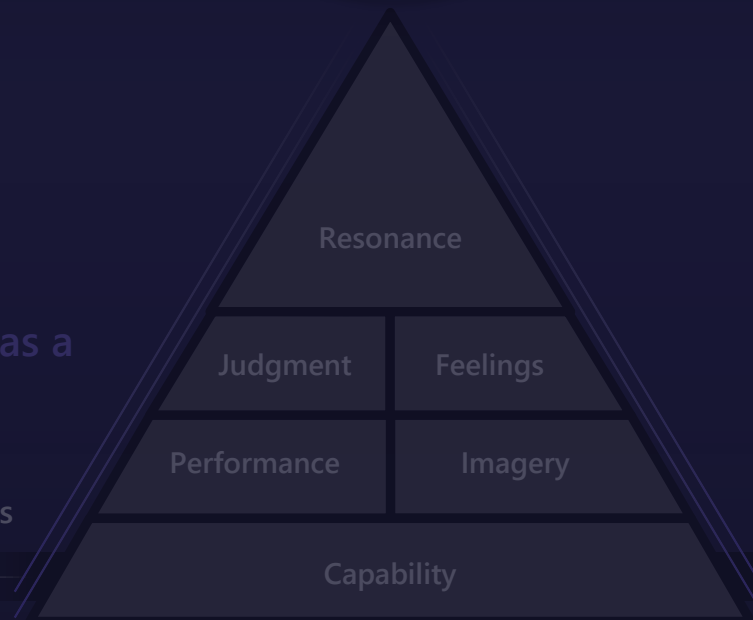 Resonance
as a
Judgment Feelings
Performance Imagery
s
Capability